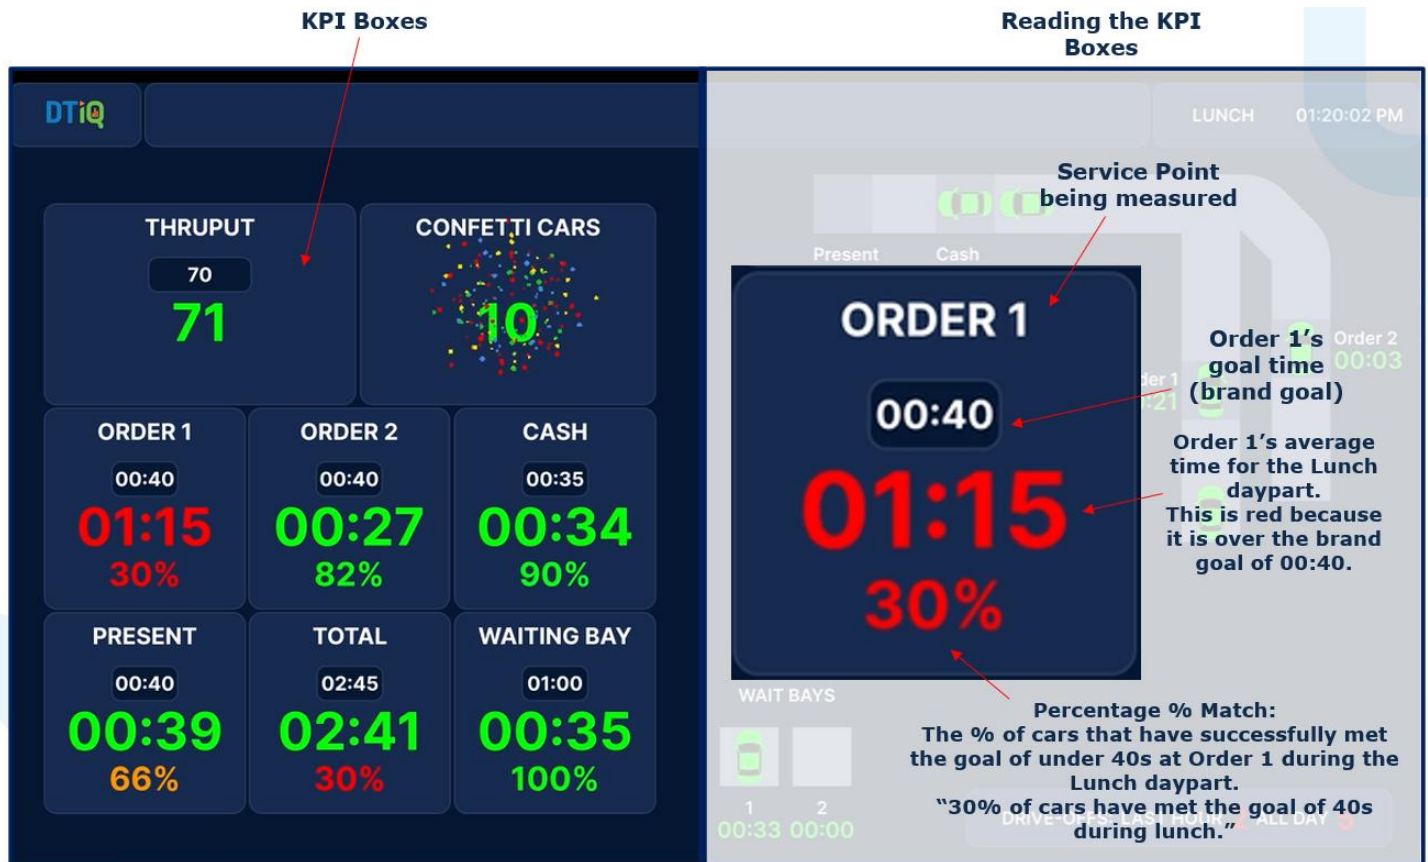 KPI Boxes
Reading the KPI
Boxes
DTiQ
LUNCH 01:20:02 PM
THRUPUT
70
71
CONFETTI CARS
10
ORDER 1
00:40
01:15
30%
ORDER 2
00:40
00:27
82%
CASH
00:35
00:34
90%
PRESENT
00:40
00:39
66%
TOTAL
02:45
02:41
30%
WAITING BAY
01:00
00:35
100%
Service Point
being measured
Present Cash
ORDER 1
00:40
01:15
30%
Order 2
00:03
Order 1’s
goal time
(brand goal)
Order 1’s average
time for the Lunch
daypart.
This is red because
it is over the brand
goal of 00:40.
Percentage % Match:
The % of cars that have successfully met
the goal of under 40s at Order 1 during the
Lunch daypart.
“30% of cars have met the goal of 40s
during lunch.”
WAIT BAYS
1 2
00:33 00:00
DRIVE-OFFS: LAST HOUR ALL DAY